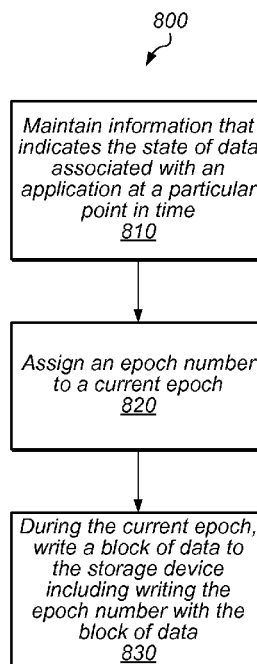 800
Maintain information that
indicates the state of data
associated with an
application at a particular
point in time
810
Assign an epoch number
to a current epoch
820
During the current epoch,
write a block of data to
the storage device
including writing the
epoch number with the
block of data
830